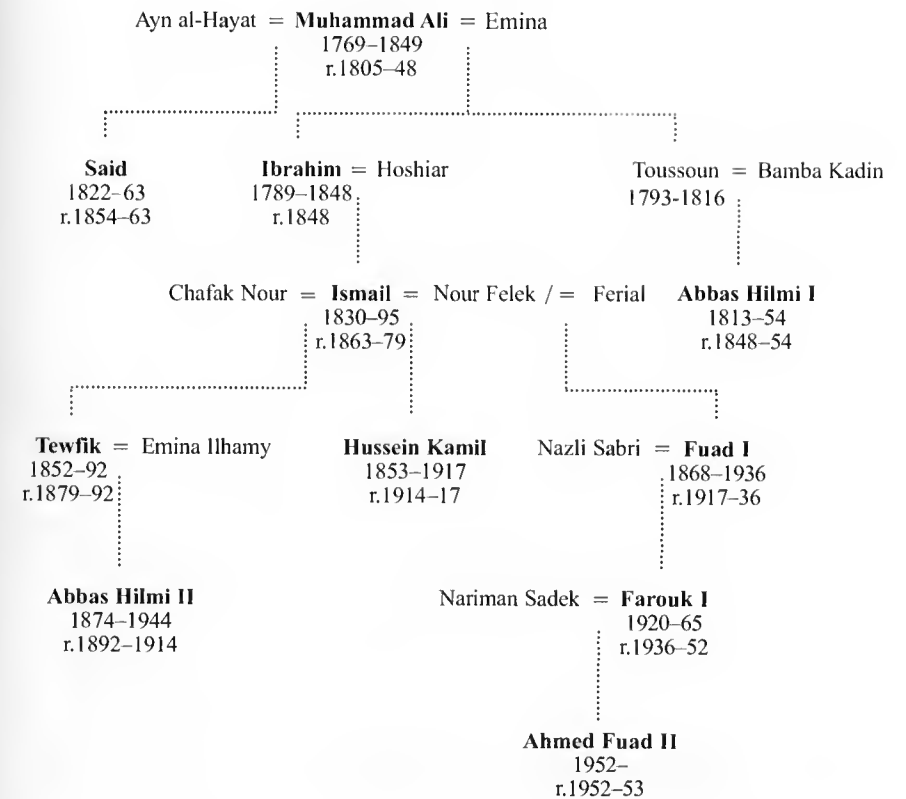 Ayn al-Hayat = Muhammad Ali = Emina
1769–1849
r.1805–48
Said
1822–63
r.1854–63
Ibrahim = Hoshiar
1789–1848
r.1848
Toussoun = Bamba Kadin
1793-1816
Chafak Nour = Ismail = Nour Felek / = Ferial
1830–95
r.1863–79
Abbas Hilmi I
1813–54
r.1848–54
Tewfik = Emina Ilhamy
1852–92
r.1879–92
Hussein Kamil
1853–1917
r.1914–17
Nazli Sabri = Fuad I
1868–1936
r.1917–36
Abbas Hilmi II
1874–1944
r.1892–1914
Nariman Sadek = Farouk I
1920–65
r.1936–52
Ahmed Fuad II
1952–
r.1952–53